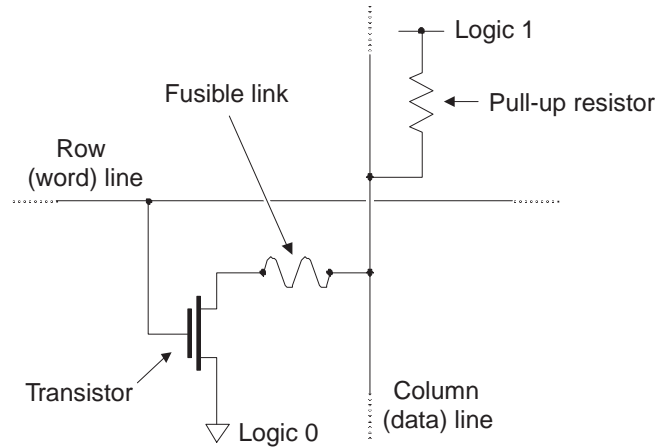 Logic 1
Fusible link
Pull-up resistor
Row
(word) line
Transistor
Logic 0
Column
(data) line